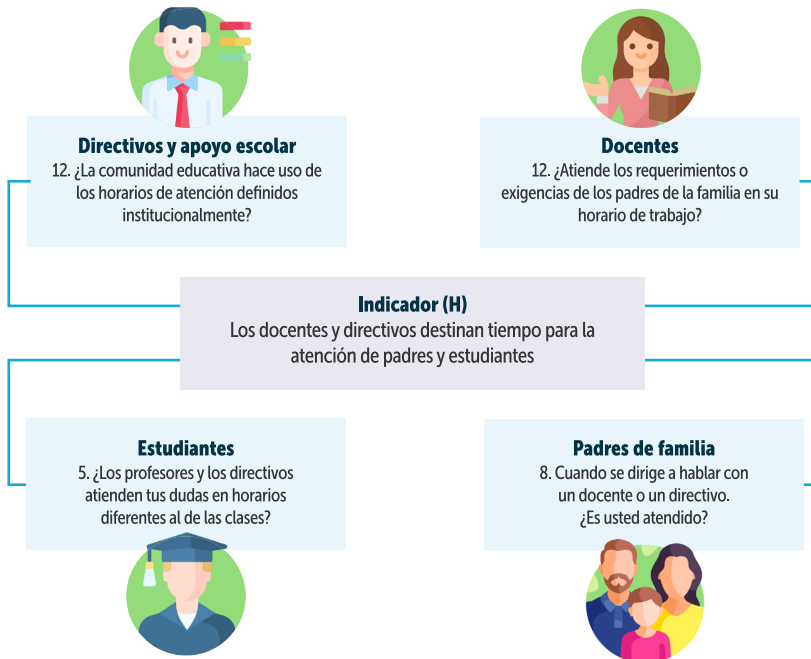 Directivos y apoyo escolar
12. ¿La comunidad educativa hace uso de
los horarios de atención definidos
institucionalmente?
Docentes
12. ¿Atiende los requerimientos o
exigencias de los padres de la familia en su
horario de trabajo?
Indicador (H)
Los docentes y directivos destinan tiempo para la
atención de padres y estudiantes
Estudiantes
5. ¿Los profesores y los directivos
atienden tus dudas en horarios
diferentes al de las clases?
Padres de familia
8. Cuando se dirige a hablar con
un docente o un directivo.
¿Es usted atendido?